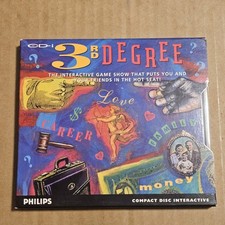 CD-I 3RD DEGREE
THE INTERACTIVE GAME SHOW THAT PUTS YOU AND
YOUR FRIENDS IN THE HOT SEAT!
Love
CAREER
FAMILY
money
PHILIPS
COMPACT DISC INTERACTIVE